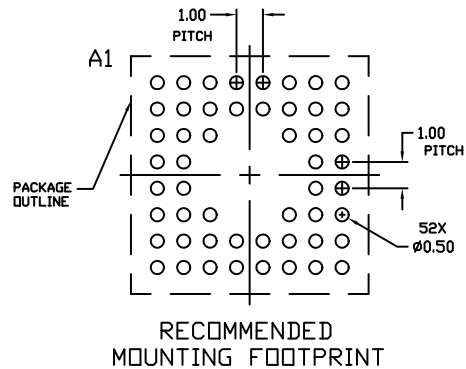 1.00
PITCH
A1
1.00
PITCH
PACKAGE
OUTLINE
52X
Ø0.50
RECOMMENDED
MOUNTING FOOTPRINT